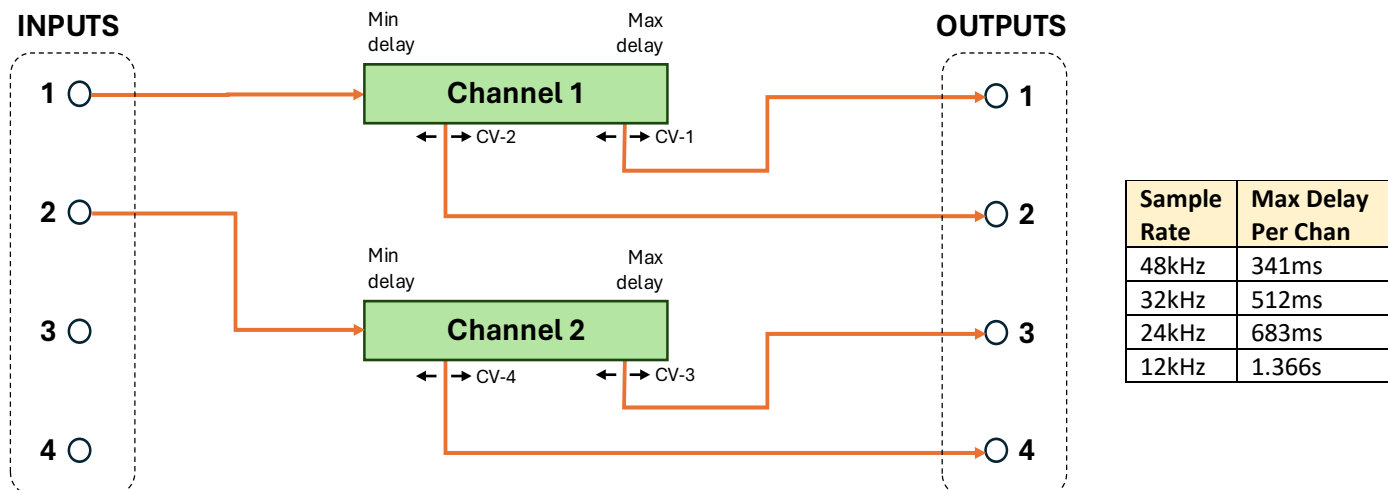 INPUTS
OUTPUTS
Min
delay
Max
delay
1
Channel 1
1
CV-2
CV-1
2
2
Min
delay
Max
delay
3
Channel 2
3
CV-4
CV-3
4
4
Sample
Rate
Max Delay
Per Chan
48kHz
341ms
32kHz
512ms
24kHz
683ms
12kHz
1.366s